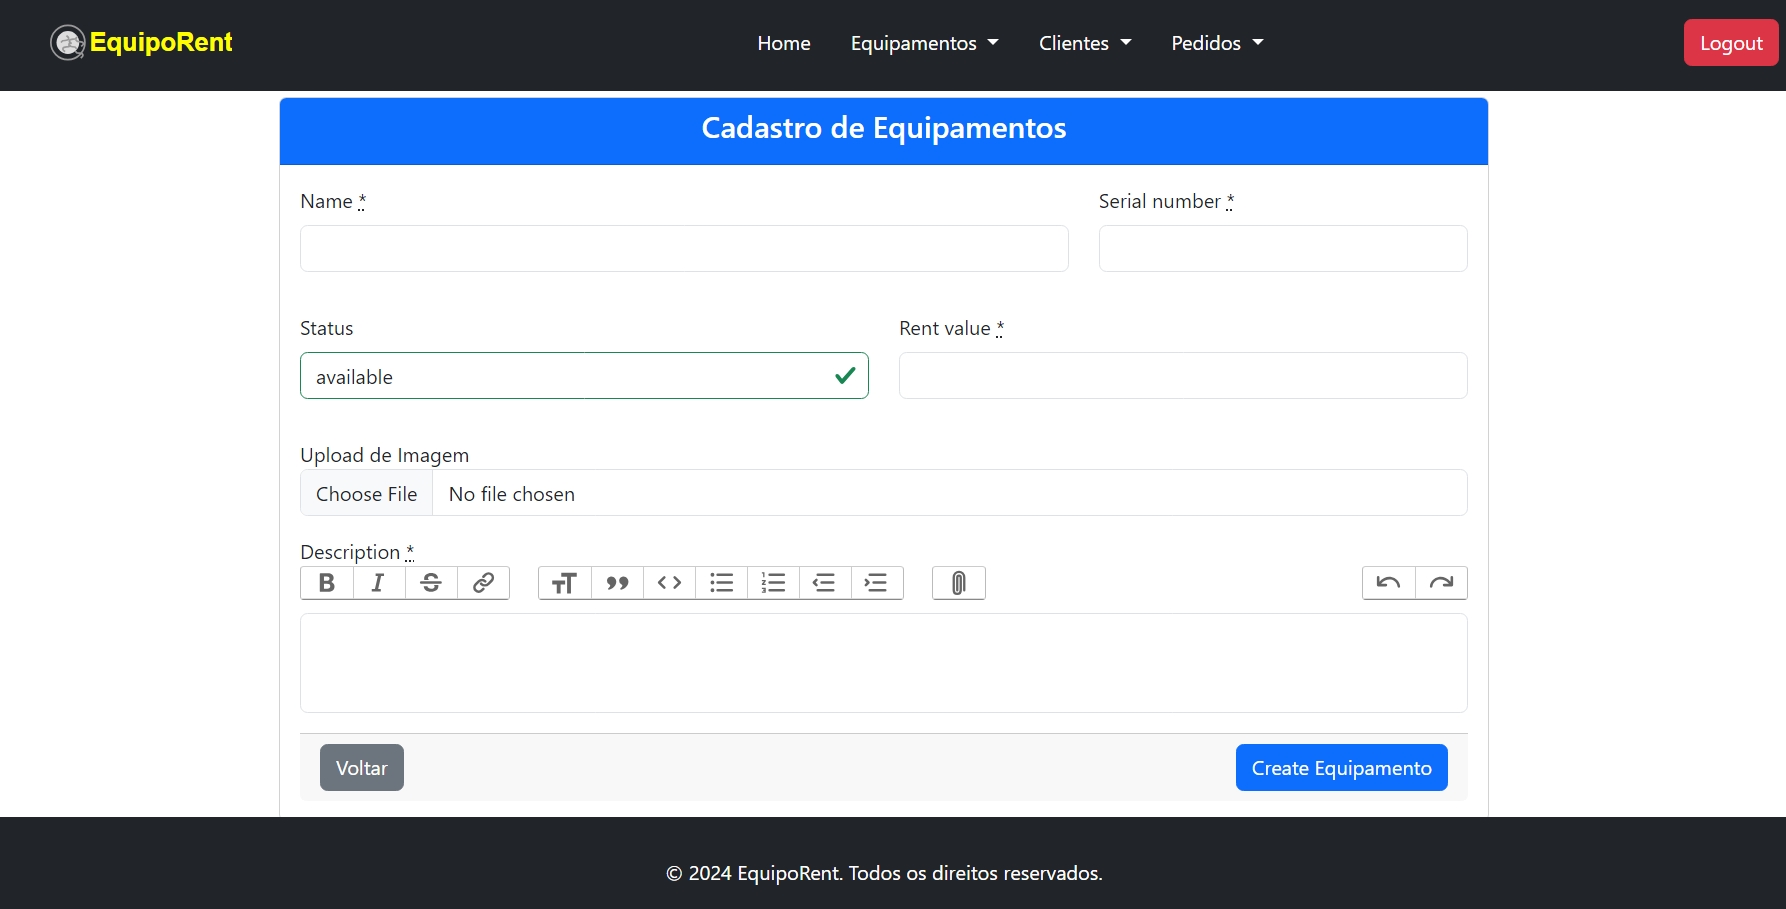 EquipoRent
Home Equipamentos Clientes Pedidos
Logout
Cadastro de Equipamentos
Name * Serial number *
Status Rent value *
available
Upload de Imagem
Choose File No file chosen
Description *
Voltar Create Equipamento
© 2024 EquipoRent. Todos os direitos reservados.